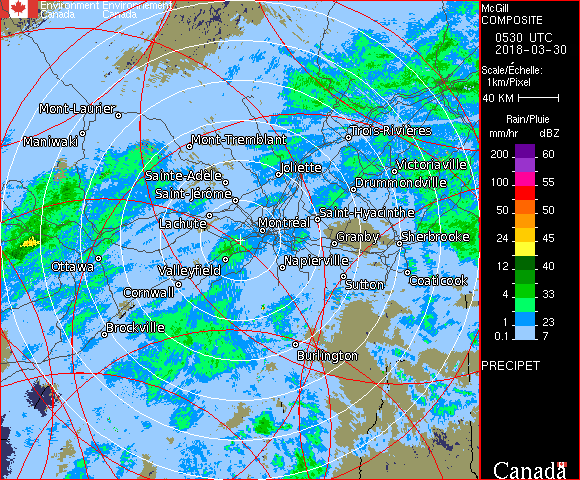 Environment Environnement
Canada Canada
McGill
COMPOSITE
0530 UTC
2018-03-30
Scale/Échelle:
1km/Pixel
40 KM
Rain/Pluie
mm/hr dBZ
200 60
100 55
50 50
24 45
12 40
4 33
1 23
0.1 7
PRECIPET
Canada
Mont-Laurier
Maniwaki
Mont-Tremblant
Trois-Rivières
Joliette
Victoriaville
Sainte-Adèle
Drummondville
Saint-Jérôme
Saint-Hyacinthe
Lachute
Montréal
Granby
Sherbrooke
Ottawa
Valleyfield
Napierville
Cornwall
Sutton
Coaticook
Brockville
Burlington